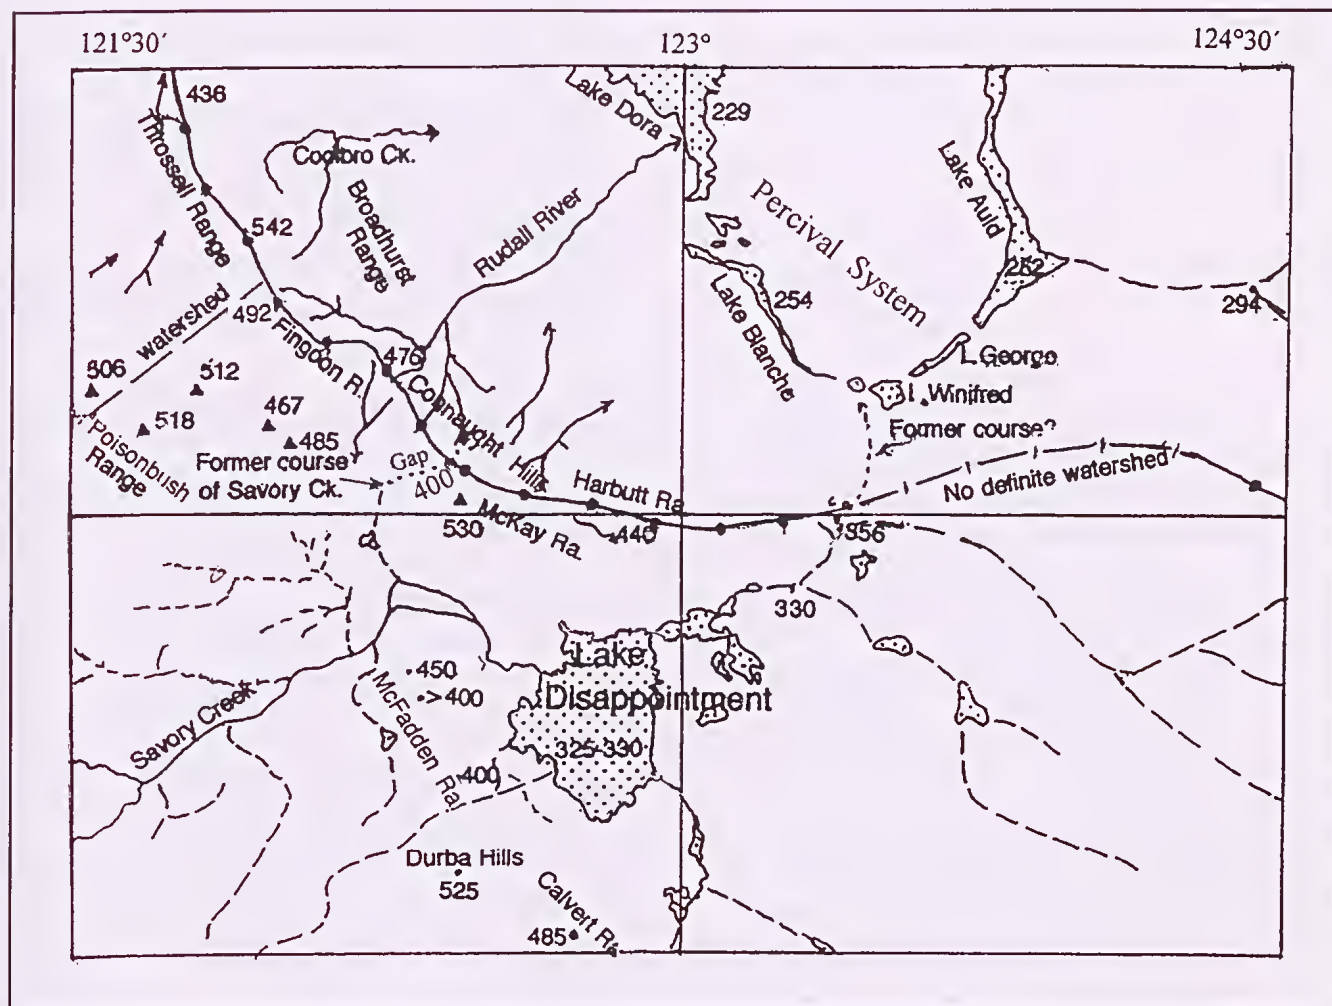 121°30′
123°
124°30′
436
Throssell Range
Coolbro Ck.
Broadhurst
Range
Lake Dora
229
Lake Auld
Percival System
Rudall River
542
262
254
294
Lake Blanche
watershed
492
Fingoon R.
476
Connaught Hills
L. George
L. Winifred
806
512
518
467
485
Poisonbush
Range
Former course
of Savory Ck.
Gap
400
Former course?
No definite watershed
Harbutt Ra
530
McKay Ra.
440
356
330
450
>400
Lake
Disappointment
325-330
McFadden Ra.
400
Savory Creek
Durba Hills
525
Calvert Ra.
485